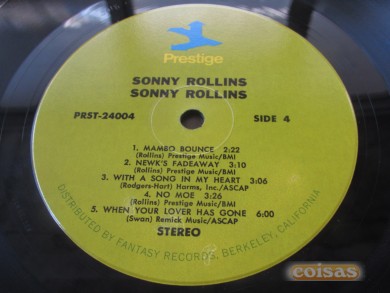 Prestige
SONNY ROLLINS
SONNY ROLLINS
PRST-24004 SIDE 4
1. MAMBO BOUNCE 2:22
(Rollins) Prestige Music/BMI
2. NEWK'S FADEAWAY 3:10
(Rollins) Prestige Music/BMI
3. WITH A SONG IN MY HEART 3:06
(Rodgers-Hart) Harms, Inc./ASCAP
4. NO MOE 3:26
(Rollins) Prestige Music/BMI
5. WHEN YOUR LOVER HAS GONE 6:00
(Swan) Remick Music/ASCAP
STEREO
DISTRIBUTED BY FANTASY RECORDS, BERKELEY, CALIFORNIA
coisas